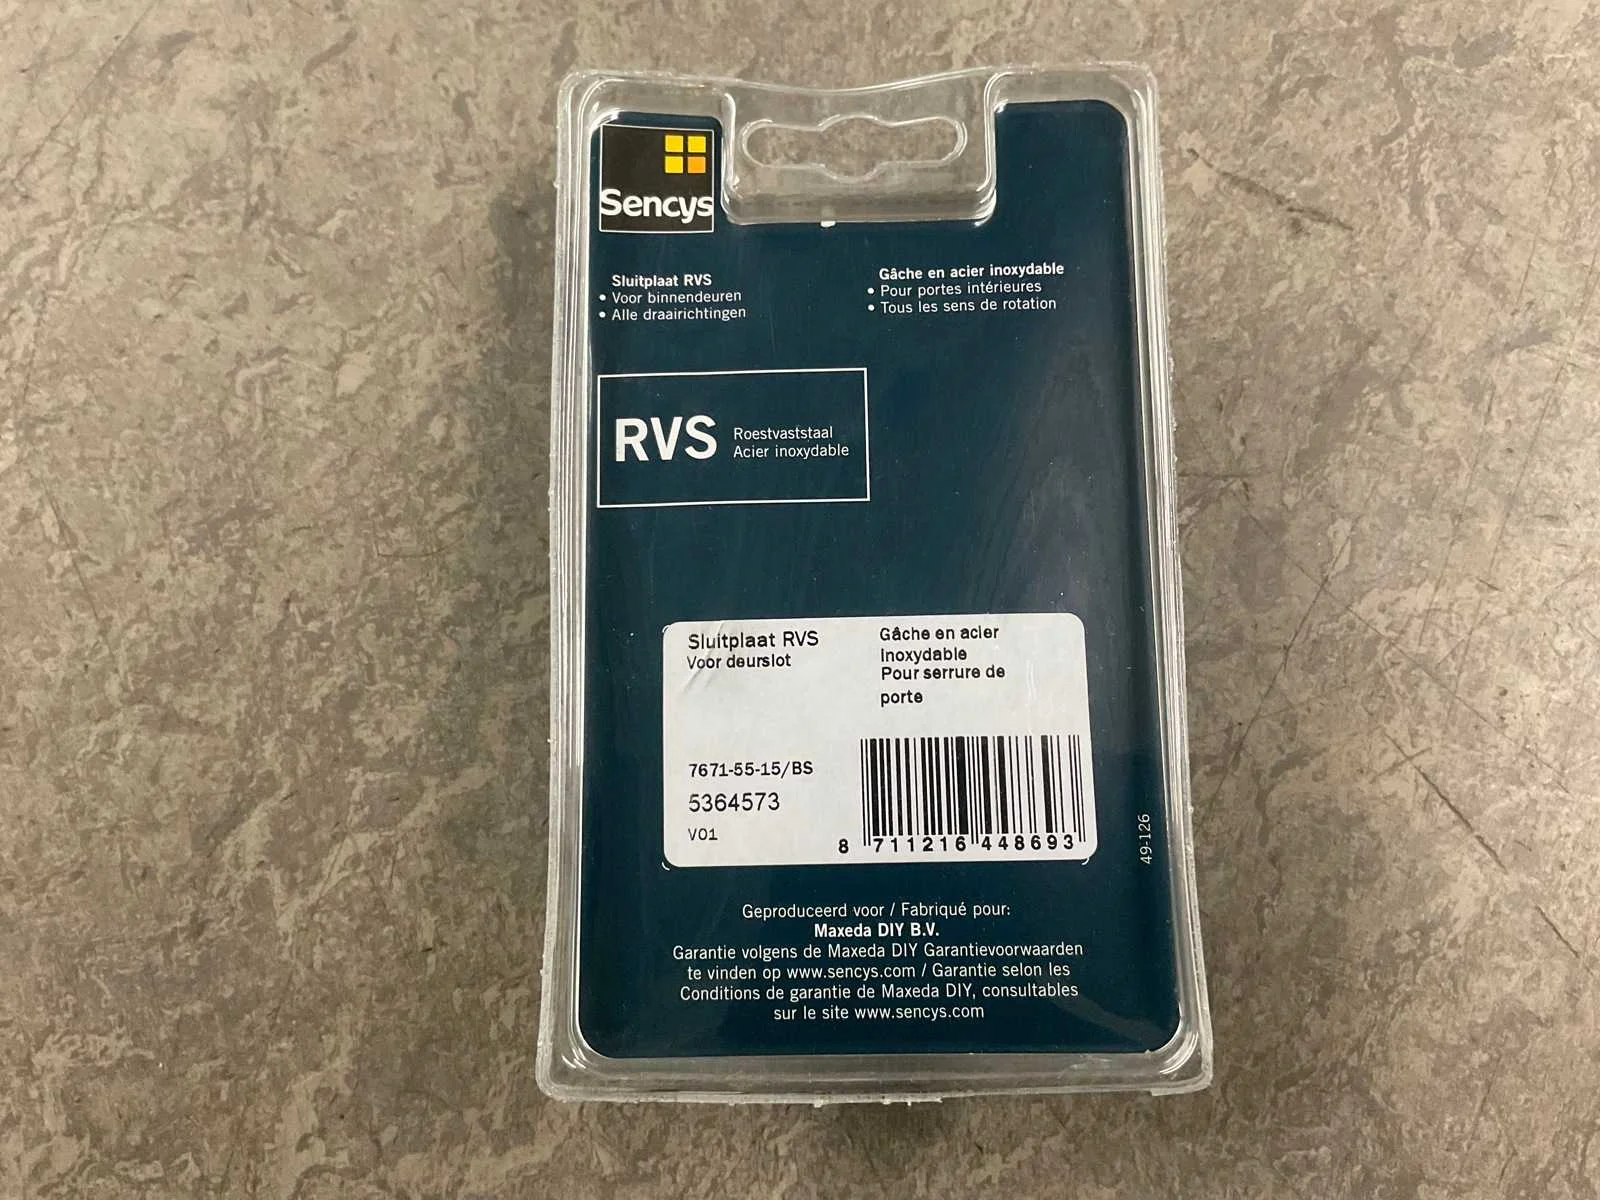 Sencys
Sluitplaat RVS
• Voor binnendeuren
• Alle draairichtingen
Gâche en acier inoxydable
• Pour portes intérieures
• Tous les sens de rotation
RVS
Roestvaststaal
Acier inoxydable
Sluitplaat RVS
Voor deurslot
Gâche en acier
inoxydable
Pour serrure de
porte
7671-55-15/BS
5364573
V01
8 711216 448693
49-126
Geproduceerd voor / Fabriqué pour:
Maxeda DIY B.V.
Garantie volgens de Maxeda DIY Garantievoorwaarden
te vinden op www.sencys.com / Garantie selon les
Conditions de garantie de Maxeda DIY, consultables
sur le site www.sencys.com